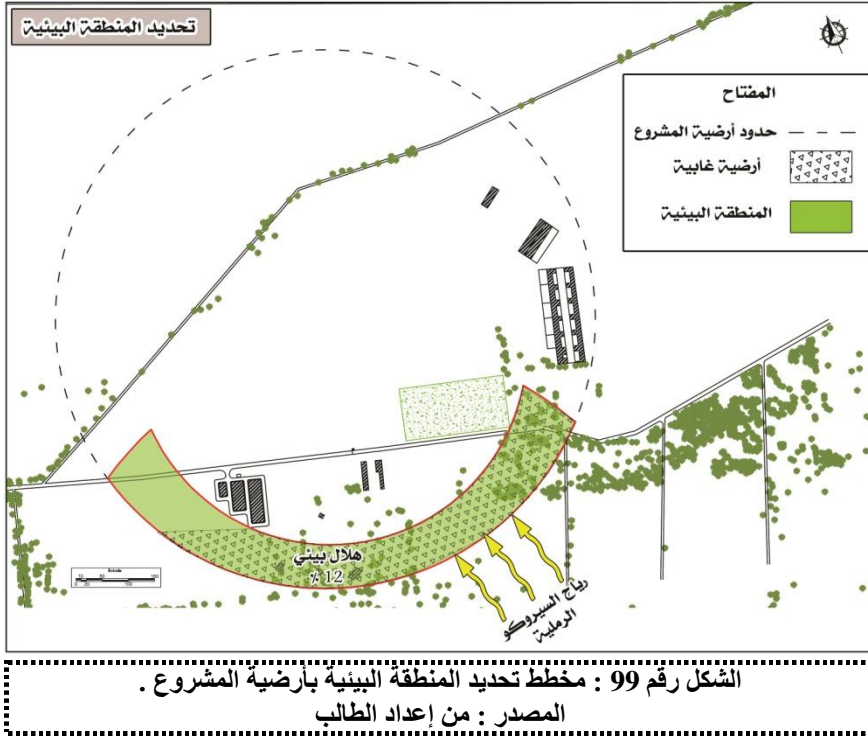 تحديد المنطقة البيئية
المفتاح
حدود أرضية المشروع
أرضية غابية
المنطقة البيئية
هلال بيئي
12 %
رياح السيروكو
الرملية
الشكل رقم 99 : مخطط تحديد المنطقة البيئية بأرضية المشروع .
المصدر : من إعداد الطالب